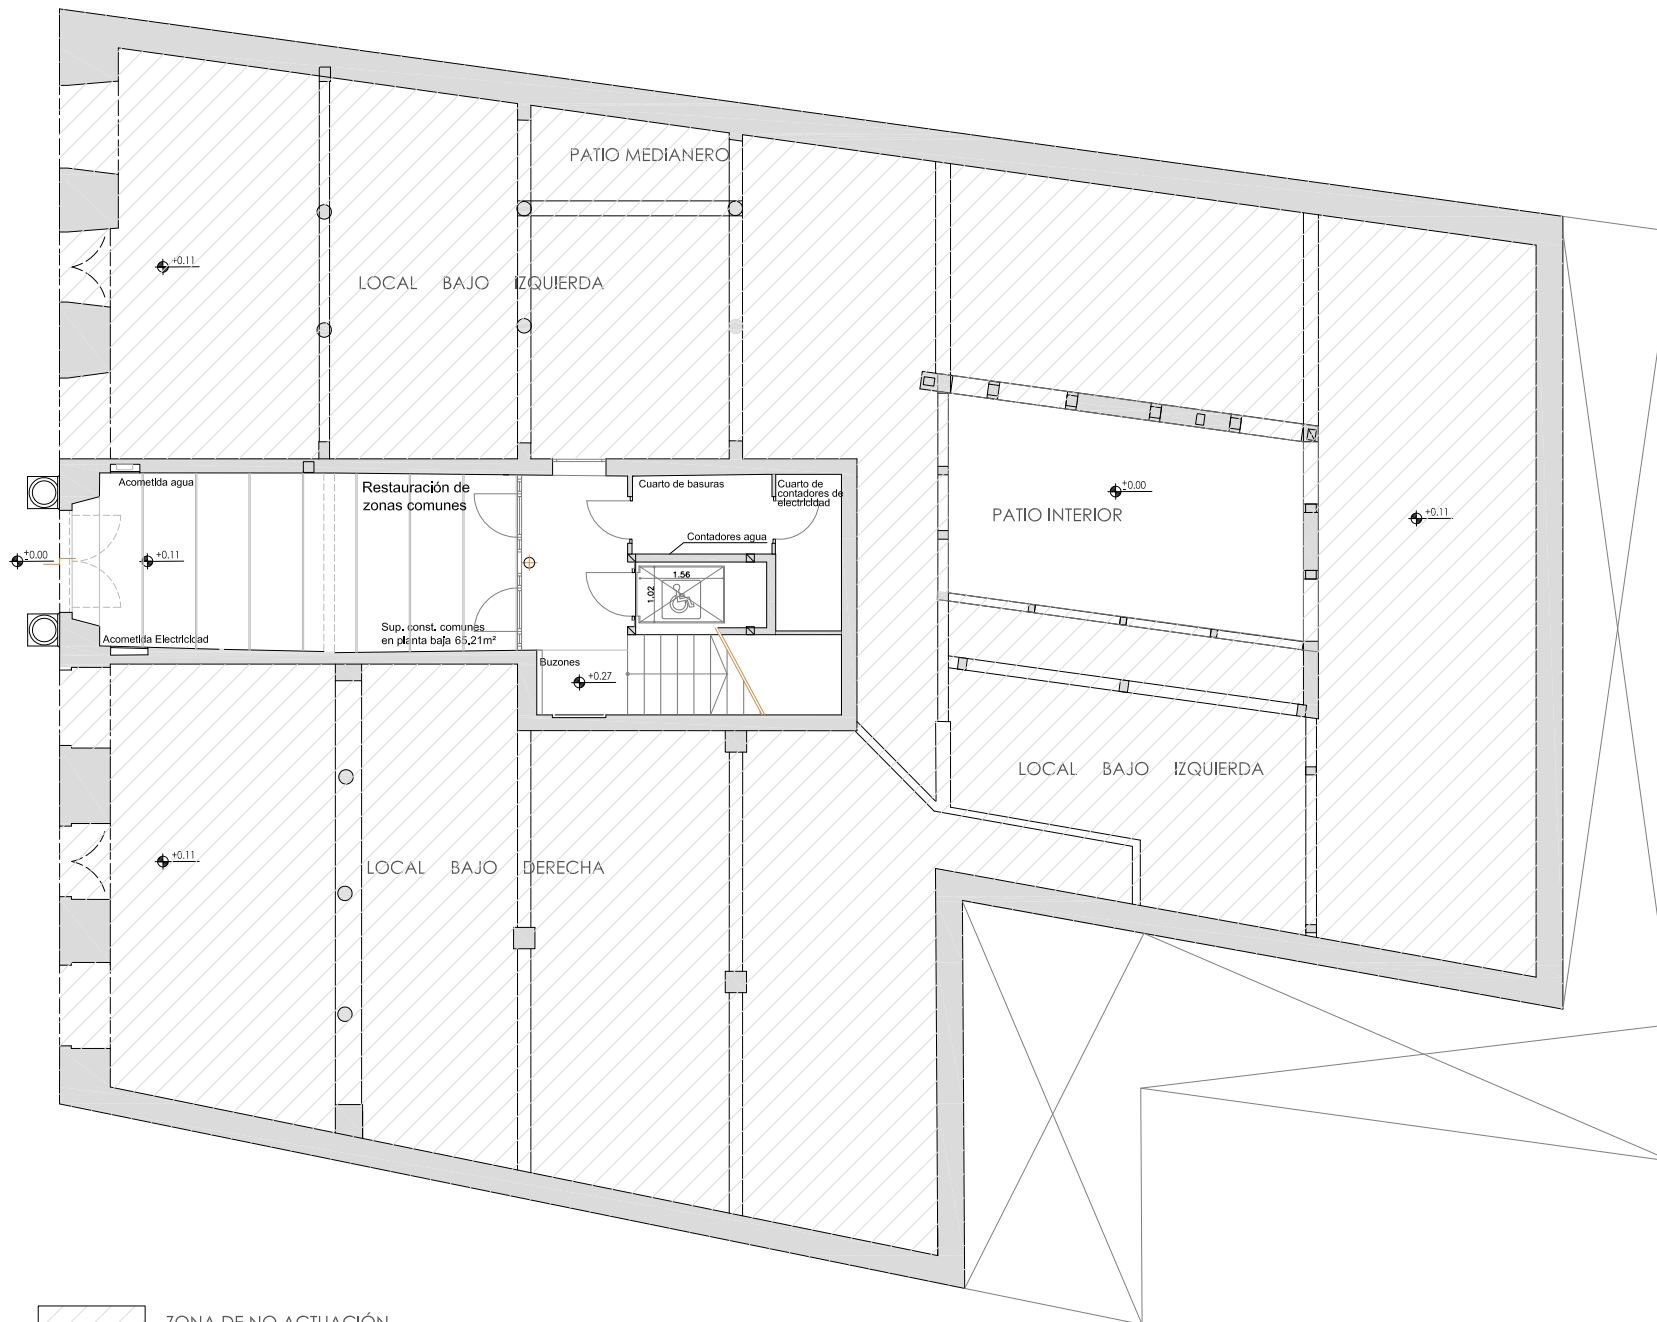 PATIO MEDIANERO
+0.11
LOCAL BAJO IZQUIERDA
Acometida agua
Restauración de
zonas comunes
Cuarto de basuras
Cuarto de
contadores de
electricidad
±0.00
PATIO INTERIOR
+0.11
Contadores agua
±0.00
+0.11
1.56
1.02
Acometida Electricidad
Sup. const. comunes
en planta baja 65.21m²
Buzones
+0.27
LOCAL BAJO IZQUIERDA
+0.11
LOCAL BAJO DERECHA
ZONA DE NO ACTUACIÓN